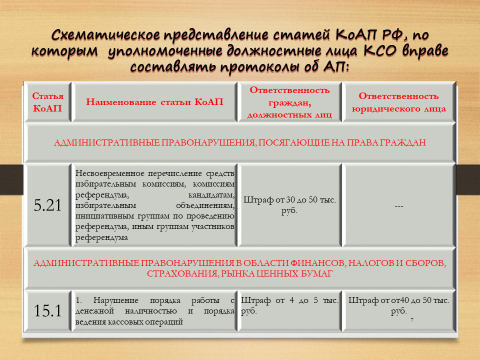 Схематическое представление статей КоАП РФ, по
которым уполномоченные должностные лица КСО вправе
составлять протоколы об АП:
Статья
КоАП
Наименование статьи КоАП
Ответственность
граждан,
должностных лиц
Ответственность
юридического лица
АДМИНИСТРАТИВНЫЕ ПРАВОНАРУШЕНИЯ, ПОСЯГАЮЩИЕ НА ПРАВА ГРАЖДАН
5.21
Несвоевременное перечисление средств
избирательным комиссиям, комиссиям
референдума, кандидатам,
избирательным объединениям,
инициативным группам по проведению
референдума, иным группам участников
референдума
Штраф от 30 до 50 тыс.
руб.
---
АДМИНИСТРАТИВНЫЕ ПРАВОНАРУШЕНИЯ В ОБЛАСТИ ФИНАНСОВ, НАЛОГОВ И СБОРОВ,
СТРАХОВАНИЯ, РЫНКА ЦЕННЫХ БУМАГ
15.1
1. Нарушение порядка работы с
денежной наличностью и порядка
ведения кассовых операций
Штраф от 4 до 5 тыс.
руб.
Штраф от от40 до 50 тыс.
руб.
7